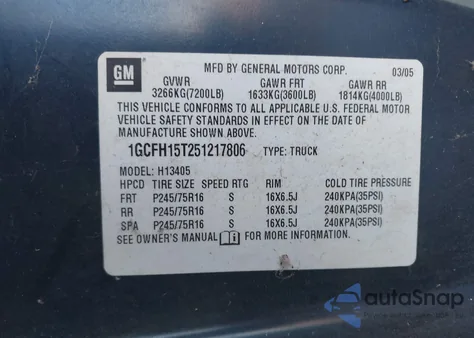 GM
MFD BY GENERAL MOTORS CORP. 03/05
GVWR GAWR FRT GAWR RR
3266KG(7200LB) 1633KG(3600LB) 1814KG(4000LB)
THIS VEHICLE CONFORMS TO ALL APPLICABLE U.S. FEDERAL MOTOR
VEHICLE SAFETY STANDARDS IN EFFECT ON THE DATE OF
MANUFACTURE SHOWN ABOVE.
1GCFH15T251217806 TYPE: TRUCK
MODEL: H13405
HPCD TIRE SIZE SPEED RTG RIM COLD TIRE PRESSURE
FRT P245/75R16 S 16X6.5J 240KPA(35PSI)
RR P245/75R16 S 16X6.5J 240KPA(35PSI)
SPA P245/75R16 S 16X6.5J 240KPA(35PSI)
SEE OWNER'S MANUAL FOR MORE INFORMATION.
autoSnap